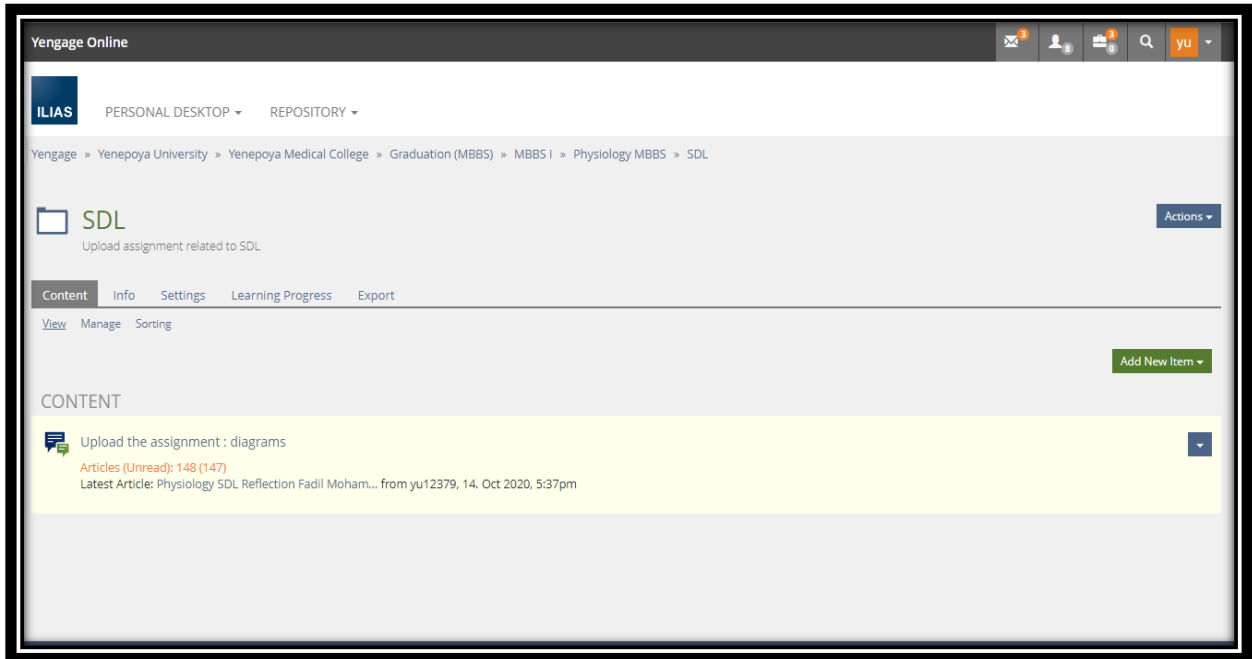 Yengage Online
3
8
3
0
yu
ILIAS
PERSONAL DESKTOP
REPOSITORY
Yengage » Yenepoya University » Yenepoya Medical College » Graduation (MBBS) » MBBS I » Physiology MBBS » SDL
SDL
Actions
Upload assignment related to SDL
Content Info Settings Learning Progress Export
View Manage Sorting
Add New Item
CONTENT
Upload the assignment : diagrams
Articles (Unread): 148 (147)
Latest Article: Physiology SDL Reflection Fadil Moham... from yu12379, 14. Oct 2020, 5:37pm